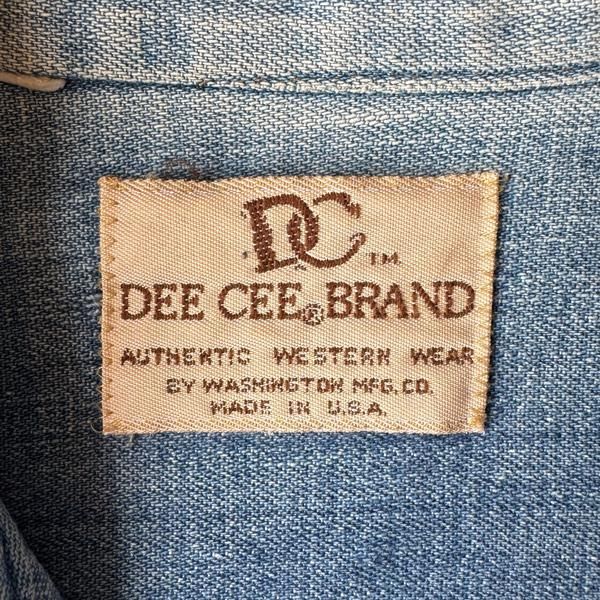 DC TM
DEE CEE® BRAND
AUTHENTIC WESTERN WEAR
BY WASHINGTON MFG. CO.
MADE IN U.S.A.